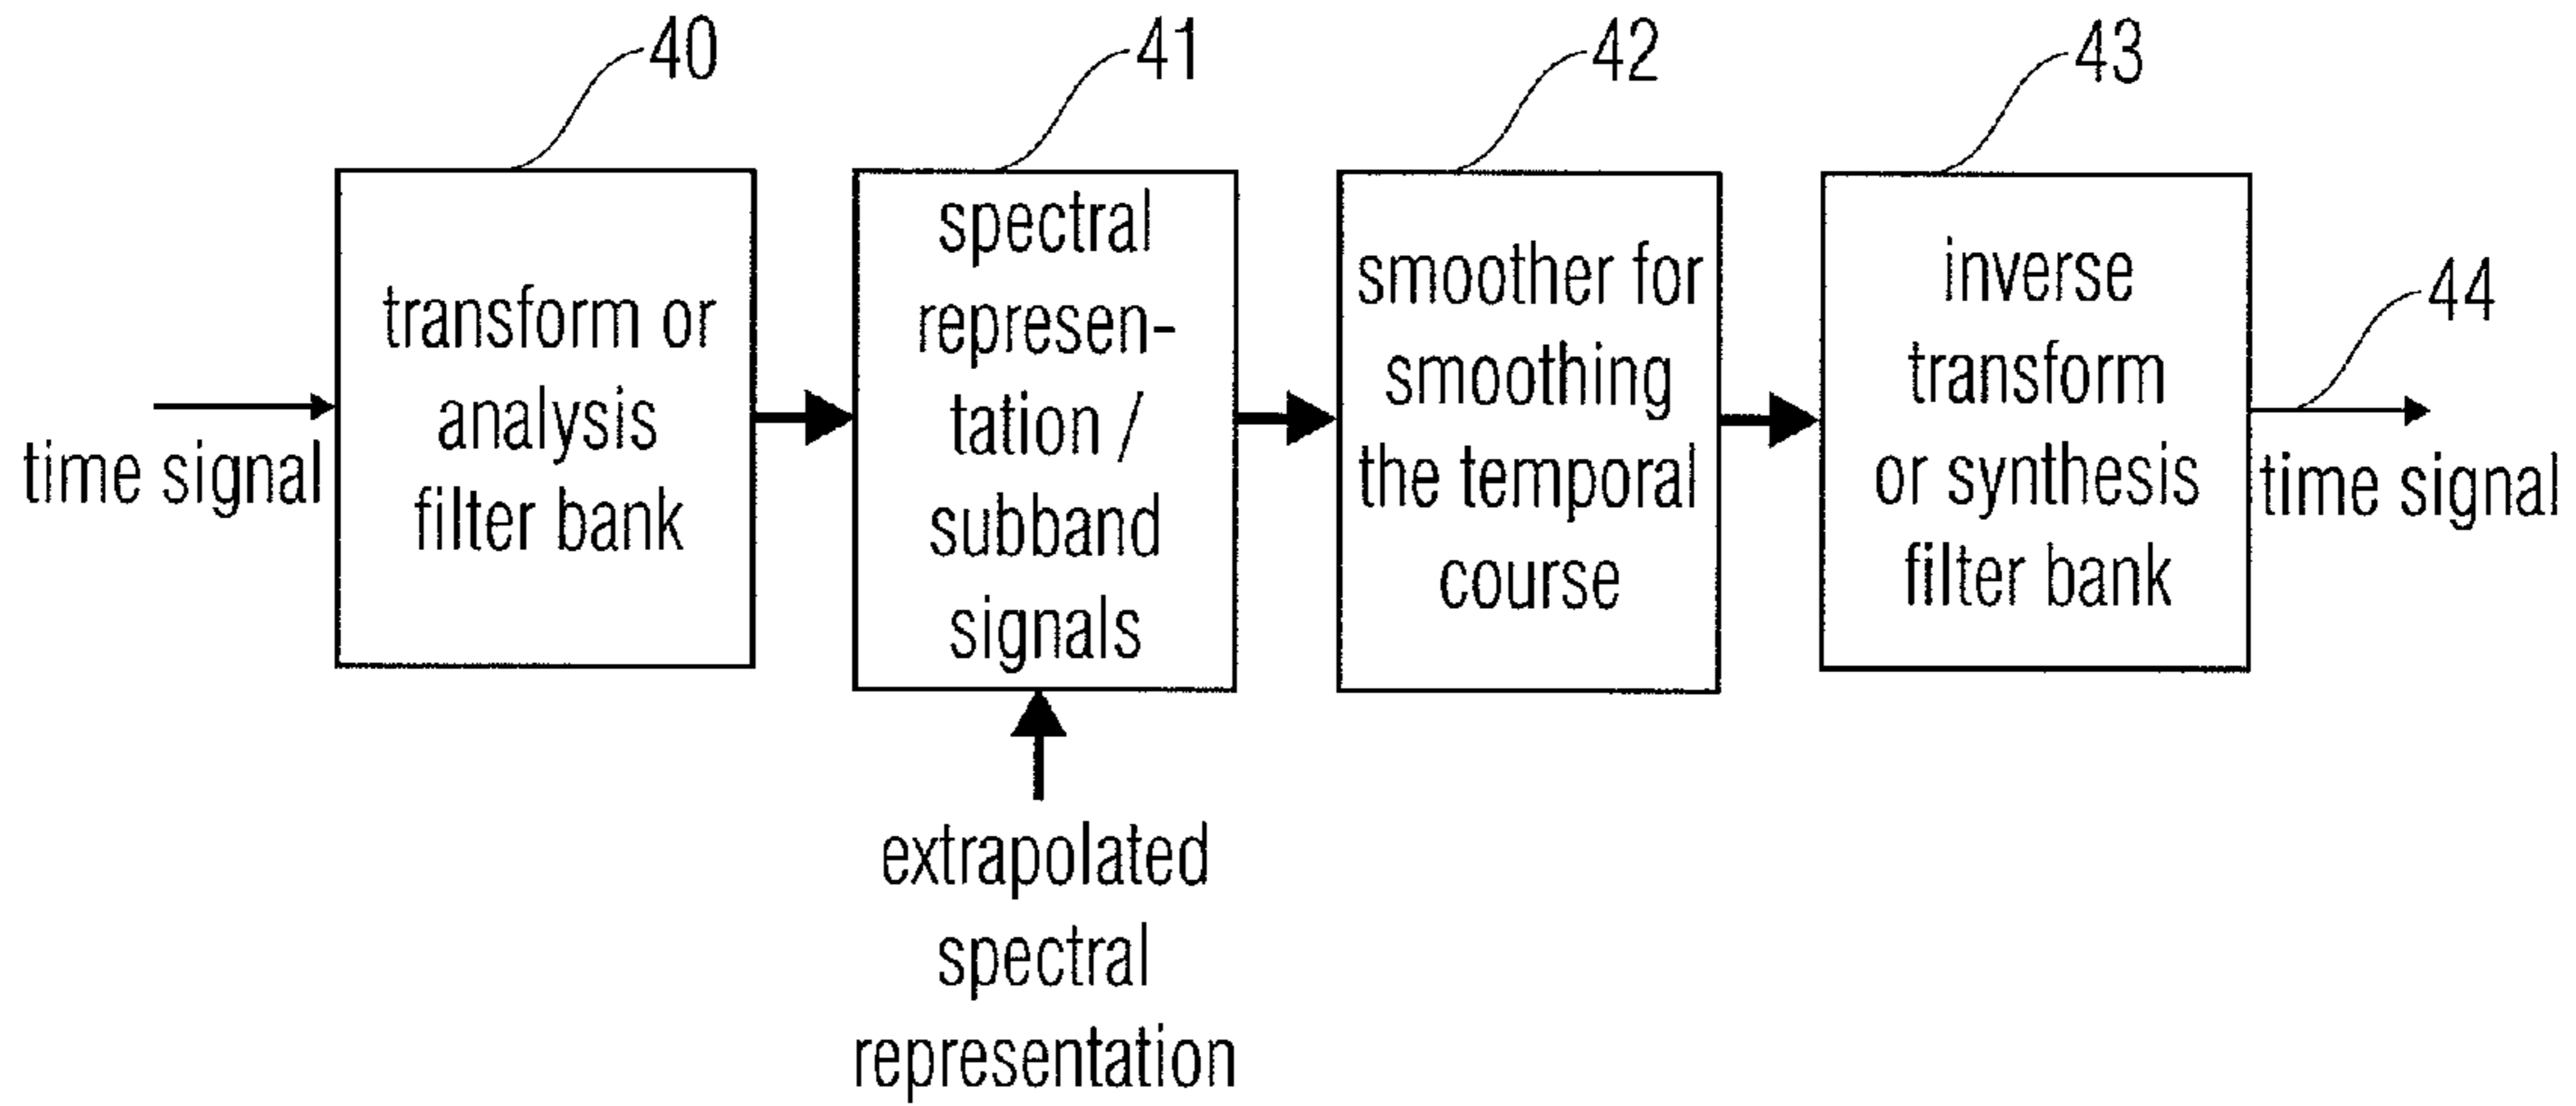 40
41
42
43
time signal
transform or
analysis
filter bank
spectral
represen-
tation /
subband
signals
smoother for
smoothing
the temporal
course
inverse
transform
or synthesis
filter bank
44
time signal
extrapolated
spectral
representation